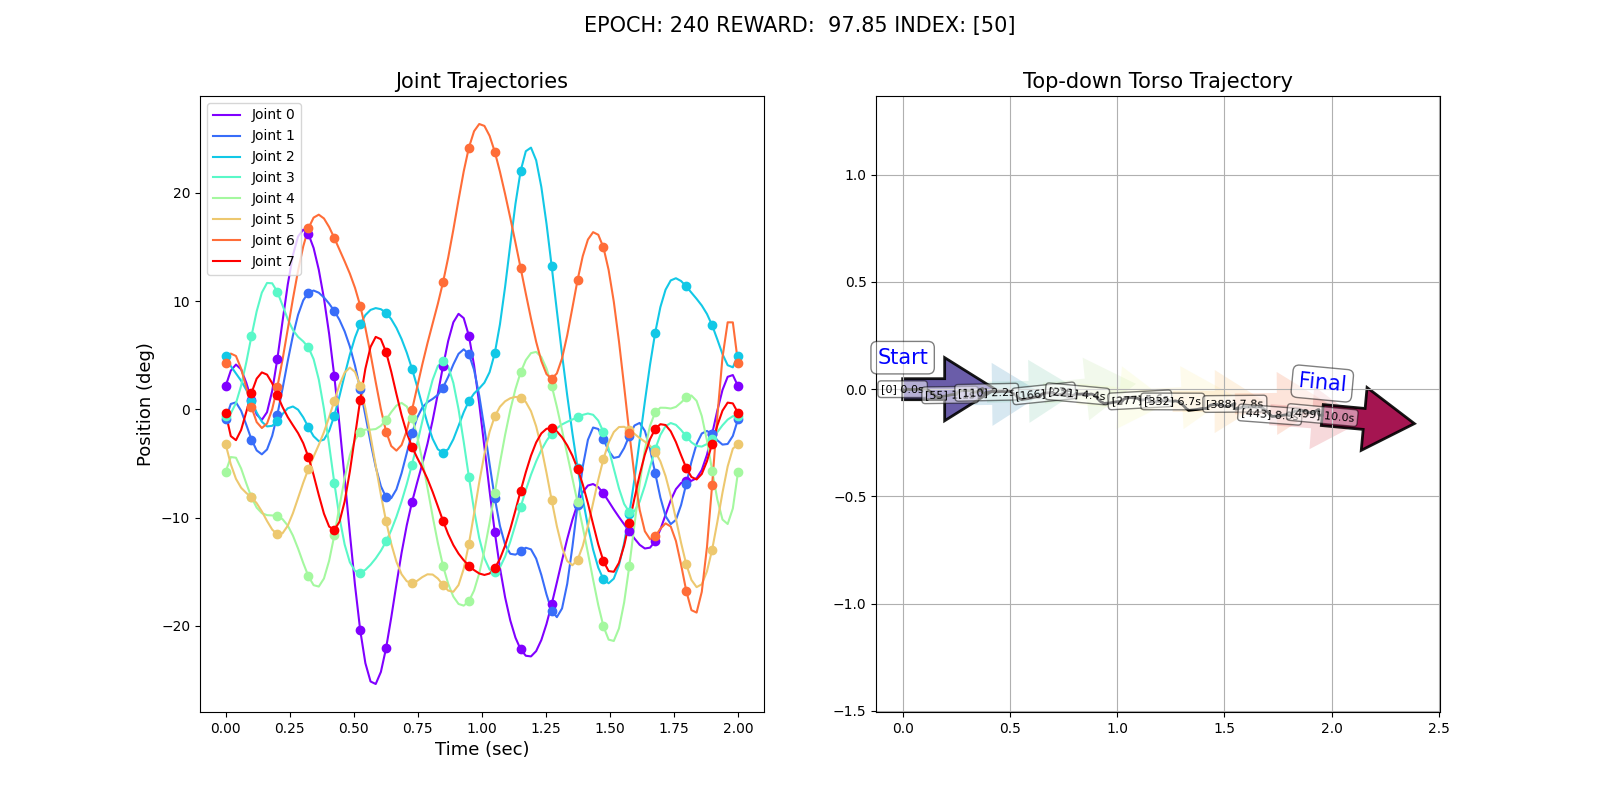 EPOCH: 240 REWARD:  97.85 INDEX: [50]
Joint Trajectories
Joint 0
Joint 1
Joint 2
Joint 3
Joint 4
Joint 5
Joint 6
Joint 7
20
10
0
−10
−20
Position (deg)
0.00 0.25 0.50 0.75 1.00 1.25 1.50 1.75 2.00
Time (sec)
Top-down Torso Trajectory
1.0
0.5
0.0
−0.5
−1.0
−1.5
Start
Final
[0] 0.0s
[55]
[110] 2.2s
[166]
[221] 4.4s
[277]
[332] 6.7s
[388] 7.8s
[443]
[499] 10.0s
0.0 0.5 1.0 1.5 2.0 2.5